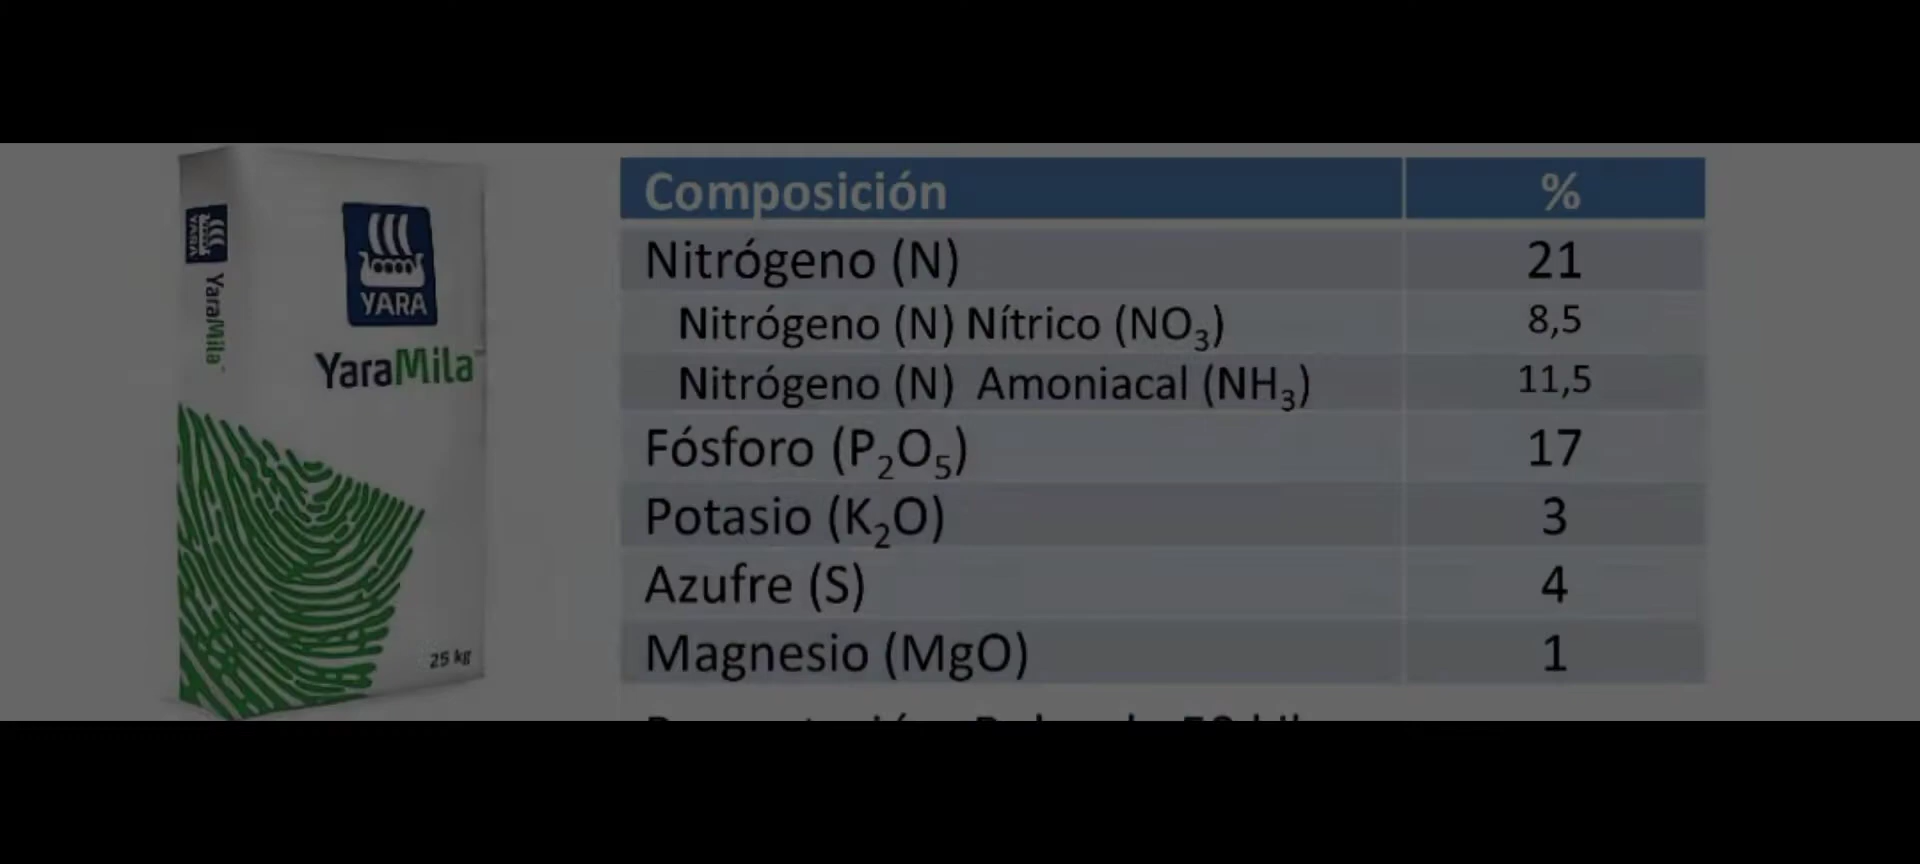 YARA
YaraMila
YARA
YaraMila™
25 kg
Composición %
Nitrógeno (N) 21
Nitrógeno (N) Nítrico (NO₃) 8,5
Nitrógeno (N) Amoniacal (NH₃) 11,5
Fósforo (P₂O₅) 17
Potasio (K₂O) 3
Azufre (S) 4
Magnesio (MgO) 1